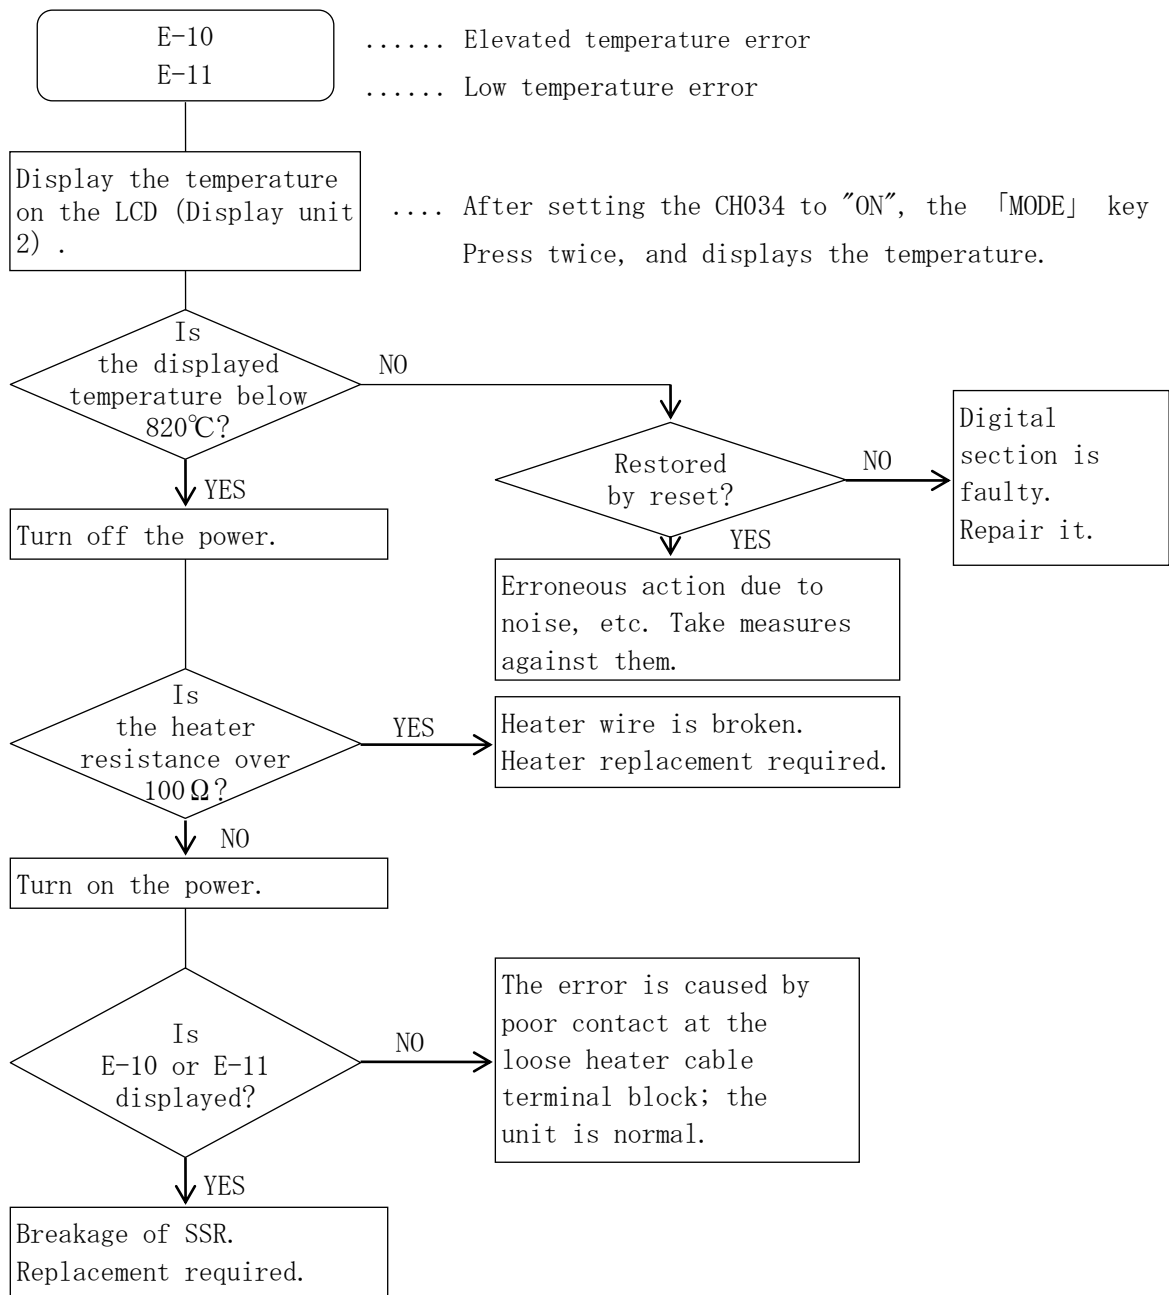 E-10
E-11
...... Elevated temperature error
...... Low temperature error
Display the temperature
on the LCD (Display unit
2) .
.... After setting the CH034 to "ON", the 「MODE」 key
Press twice, and displays the temperature.
Is
the displayed
temperature below
820℃?
NO
YES
Restored
by reset?
NO
Digital
section is
faulty.
Repair it.
YES
Turn off the power.
Erroneous action due to
noise, etc. Take measures
against them.
Is
the heater
resistance over
100Ω?
YES
Heater wire is broken.
Heater replacement required.
NO
Turn on the power.
Is
E-10 or E-11
displayed?
NO
The error is caused by
poor contact at the
loose heater cable
terminal block; the
unit is normal.
YES
Breakage of SSR.
Replacement required.